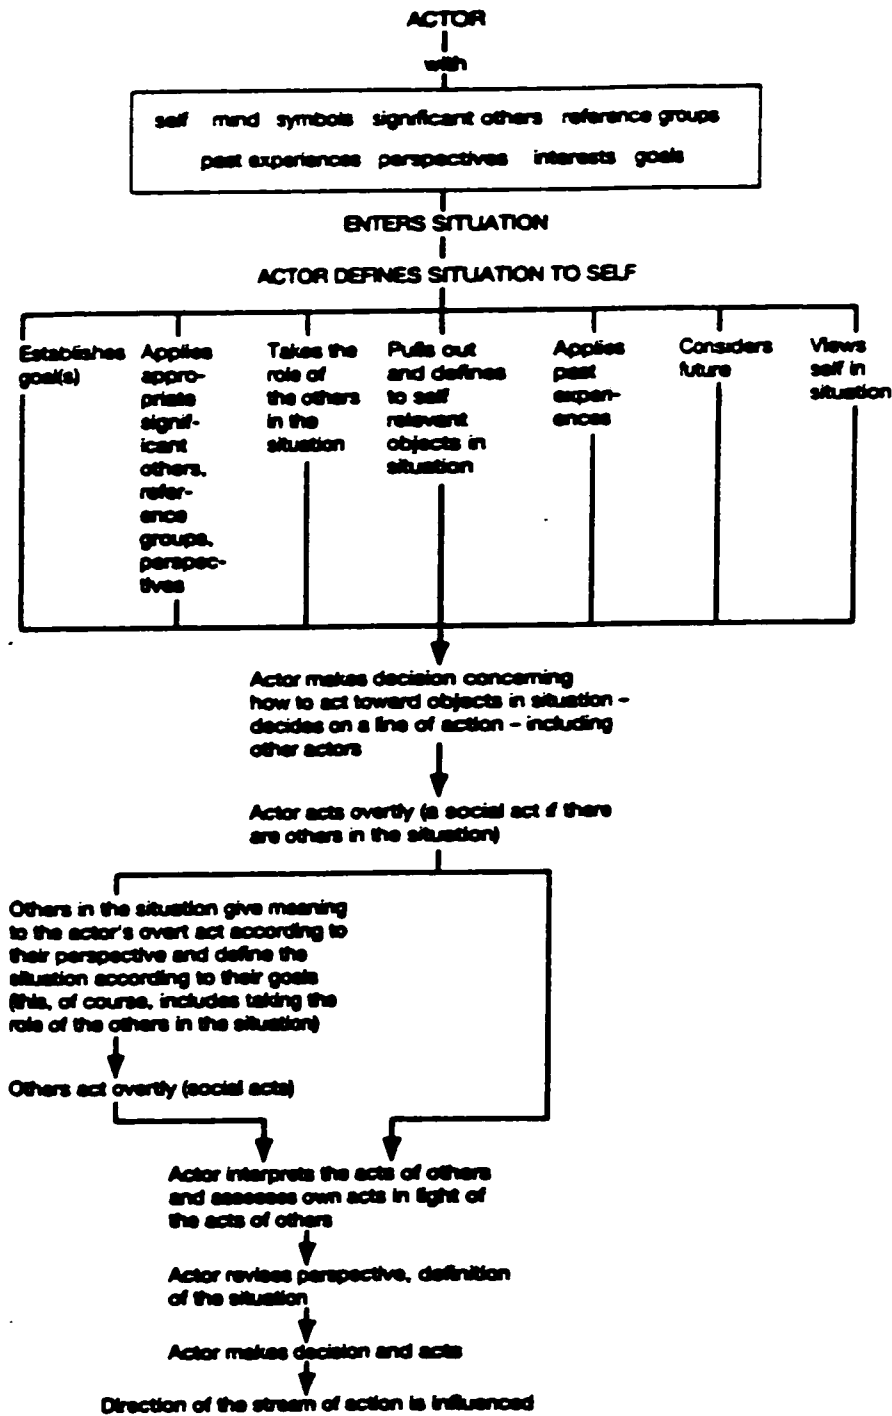 ACTOR
with
self mind symbols significant others reference groups
past experiences perspectives interests goals
ENTERS SITUATION
ACTOR DEFINES SITUATION TO SELF
Establishes
goal(s)
Applies
appro-
priate
signif-
icant
others,
refer-
ence
groups,
perspec-
tives
Takes the
role of
the others
in the
situation
Pulls out
and defines
to self
relevant
objects in
situation
Applies
past
experi-
ences
Considers
future
Views
self in
situation
Actor makes decision concerning
how to act toward objects in situation –
decides on a line of action – including
other actors
Actor acts overtly (a social act if there
are others in the situation)
Others in the situation give meaning
to the actor's overt act according to
their perspective and define the
situation according to their goals
(this, of course, includes taking the
role of the others in the situation)
Others act overtly (social acts)
Actor interprets the acts of others
and assesses own acts in light of
the acts of others
Actor revises perspective, definition
of the situation
Actor makes decision and acts
Direction of the stream of action is influenced